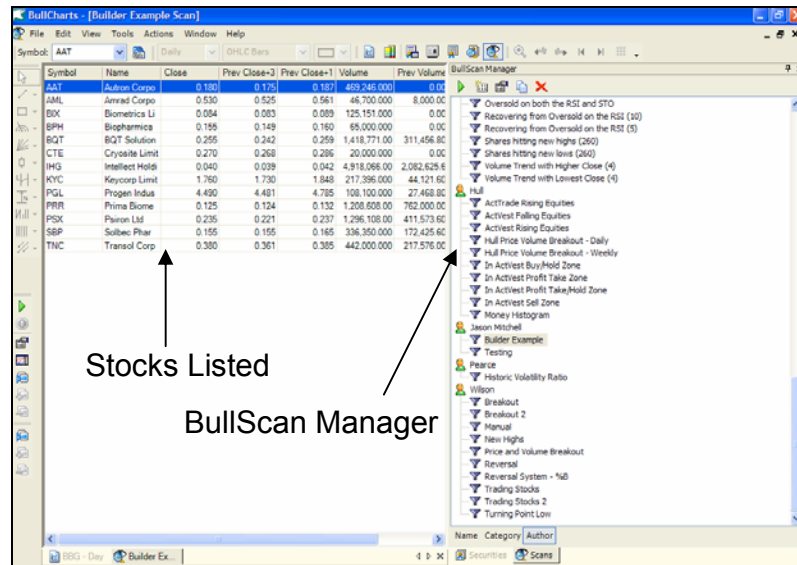 BullCharts - [Builder Example Scan]
File Edit View Tools Actions Window Help
Symbol: AAT Daily OHLC Bars
Symbol Name Close Prev Close+3 Prev Close+1 Volume Prev Volume
AAT Autron Corpo 0.180 0.175 0.187 469,246.000 0.00
AML Amrad Corpo 0.530 0.525 0.561 46,700.000 8,000.00
BIX Biometrics Li 0.084 0.083 0.089 125,151.000 0.00
BPH Biopharmica 0.155 0.149 0.160 65,000.000 0.00
BQT BQT Solution 0.255 0.242 0.259 1,418,771.00 311,456.80
CTE Cryosite Limit 0.270 0.268 0.286 20,000.000 0.00
IHG Intellect Holdi 0.040 0.039 0.042 4,918,066.00 2,082,625.6
KYC Keycorp Limit 1.760 1.730 1.848 217,396.000 44,121.60
PGL Progen Indus 4.490 4.481 4.785 108,100.000 27,468.80
PRR Prima Biome 0.125 0.124 0.132 1,208,608.00 762,000.00
PSX Psiron Ltd 0.235 0.221 0.237 1,296,108.00 411,573.60
SBP Solbec Phar 0.155 0.155 0.165 336,350.000 172,425.60
TNC Transol Corp 0.380 0.361 0.385 442,000.000 217,576.00
Stocks Listed
BullScan Manager
BullScan Manager
Oversold on both the RSI and STO
Recovering from Oversold on the RSI (10)
Recovering from Oversold on the RSI (5)
Shares hitting new highs (260)
Shares hitting new lows (260)
Volume Trend with Higher Close (4)
Volume Trend with Lowest Close (4)
Hull
ActTrade Rising Equities
ActVest Falling Equities
ActVest Rising Equities
Hull Price Volume Breakout - Daily
Hull Price Volume Breakout - Weekly
In ActVest Buy/Hold Zone
In ActVest Profit Take Zone
In ActVest Profit Take/Hold Zone
In ActVest Sell Zone
Money Histogram
Jason Mitchell
Builder Example
Testing
Pearce
Historic Volatility Ratio
Wilson
Breakout
Breakout 2
Manual
New Highs
Price and Volume Breakout
Reversal
Reversal System - %B
Trading Stocks
Trading Stocks 2
Turning Point Low
Name Category Author
BBG - Day Builder Ex...
Securities Scans